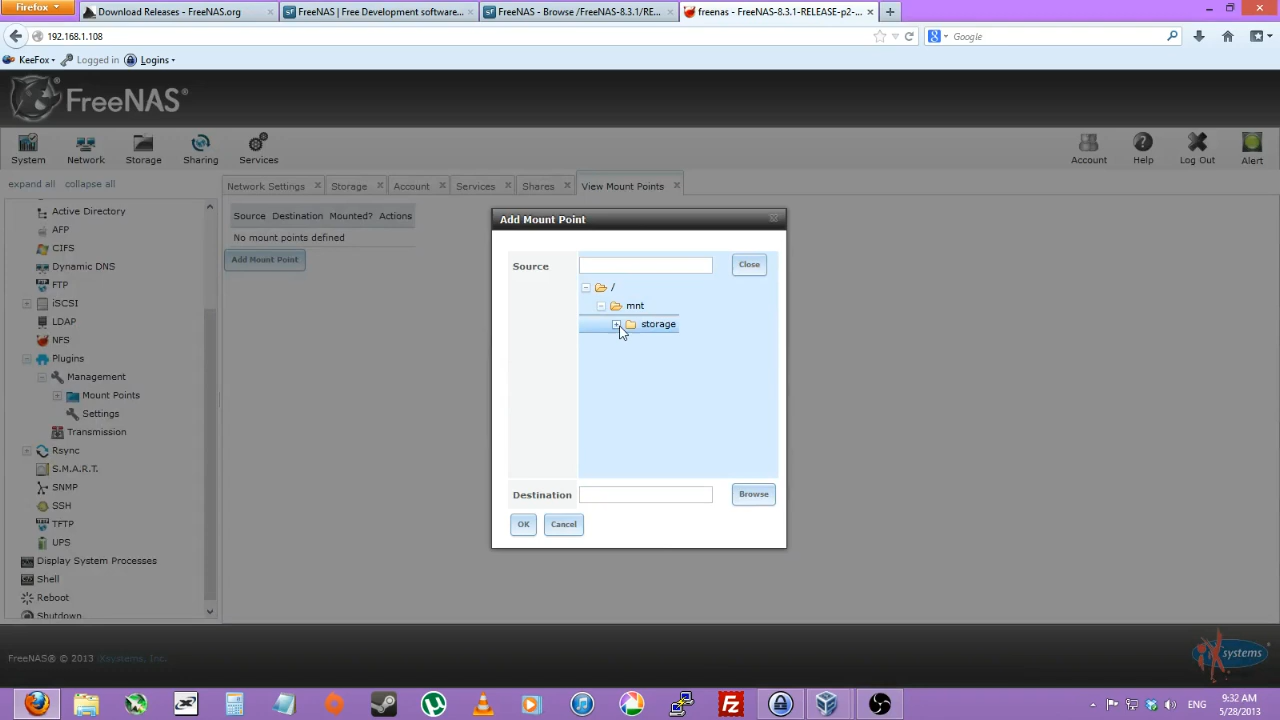 Firefox
Download Releases - FreeNAS.org
FreeNAS | Free Development software...
FreeNAS - Browse /FreeNAS-8.3.1/RE...
freenas - FreeNAS-8.3.1-RELEASE-p2-...
192.168.1.108
Google
KeeFox Logged in Logins
FreeNAS®
System Network Storage Sharing Services
Account Help Log Out Alert
expand all collapse all
Network Settings Storage Account Services Shares View Mount Points
Active Directory
AFP
CIFS
Dynamic DNS
FTP
iSCSI
LDAP
NFS
Plugins
Management
Mount Points
Settings
Transmission
Rsync
S.M.A.R.T.
SNMP
SSH
TFTP
UPS
Display System Processes
Shell
Reboot
Shutdown
Source Destination Mounted? Actions
No mount points defined
Add Mount Point
Add Mount Point
Source
Close
/
mnt
storage
Destination
Browse
OK Cancel
FreeNAS® © 2013 iXsystems, Inc.
iXsystems
ENG
9:32 AM
5/28/2013